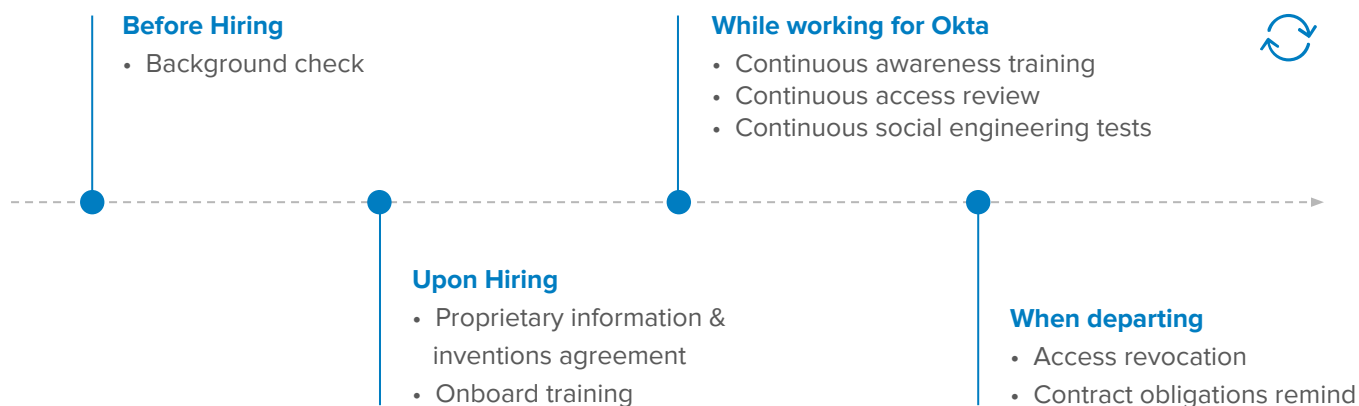 Before Hiring
• Background check
While working for Okta
• Continuous awareness training
• Continuous access review
• Continuous social engineering tests
Upon Hiring
• Proprietary information &
inventions agreement
• Onboard training
When departing
• Access revocation
• Contract obligations remind